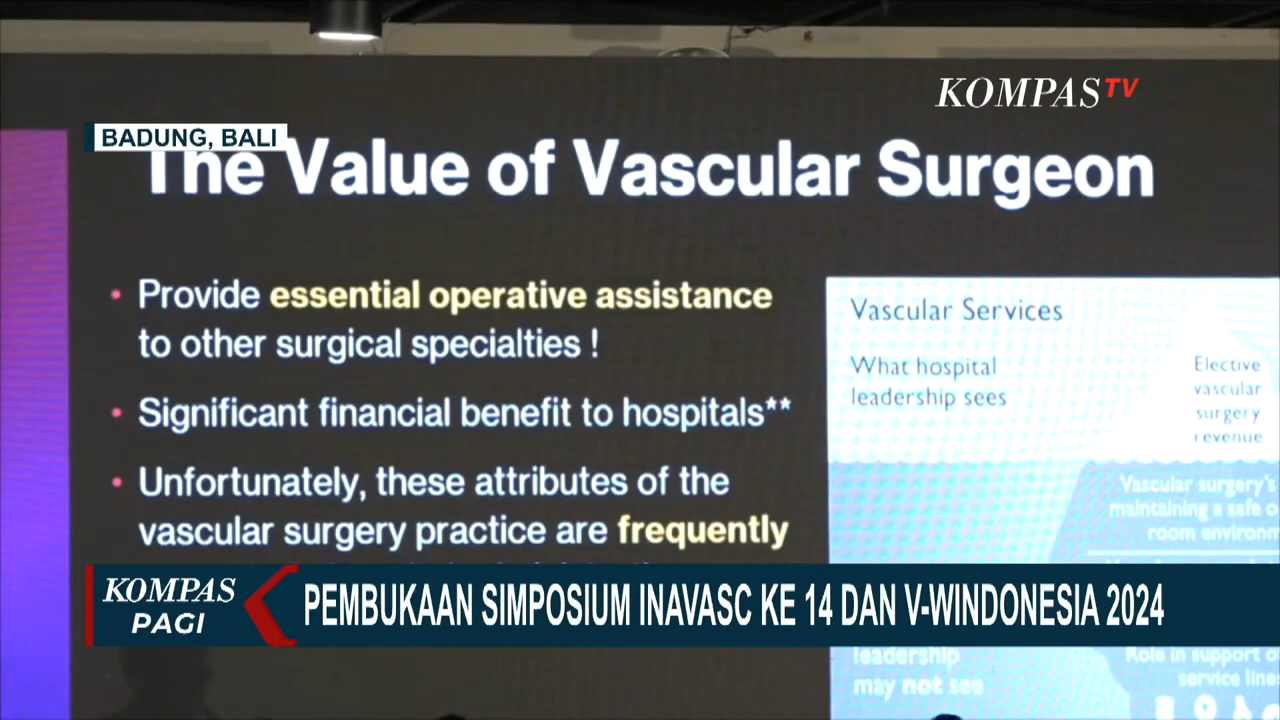 KOMPASTV
BADUNG, BALI
The Value of Vascular Surgeon
• Provide essential operative assistance
to other surgical specialties !
• Significant financial benefit to hospitals**
• Unfortunately, these attributes of the
vascular surgery practice are frequently
Vascular Services
What hospital
leadership sees
Elective
vascular
surgery
revenue
Vascular surgery's
maintaining a safe
room
KOMPAS
PAGI
PEMBUKAAN SIMPOSIUM INAVASC KE 14 DAN V-WINDONESIA 2024
leadership
may not see
Role in support
service